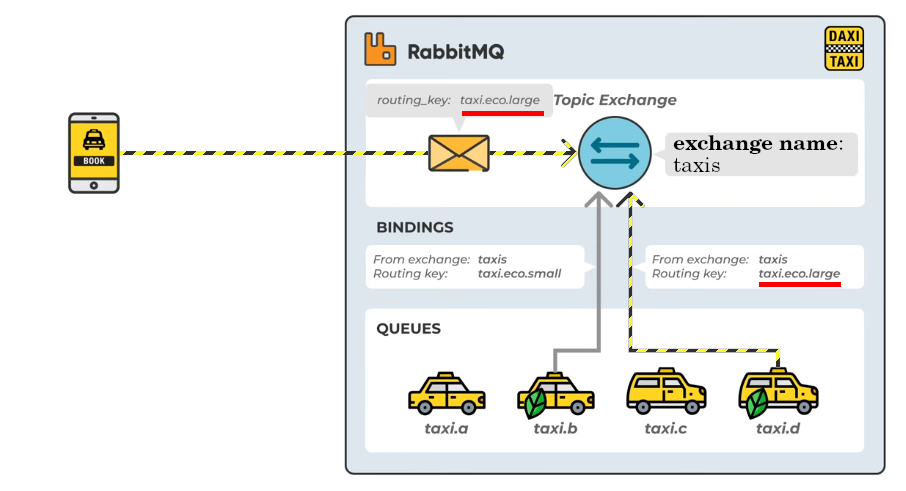 RabbitMQ
DAXI
TAXI
routing_key: taxi.eco.large
Topic Exchange
BOOK
exchange name:
taxis
BINDINGS
From exchange: taxis
Routing key: taxi.eco.small
From exchange: taxis
Routing key: taxi.eco.large
QUEUES
taxi.a
taxi.b
taxi.c
taxi.d